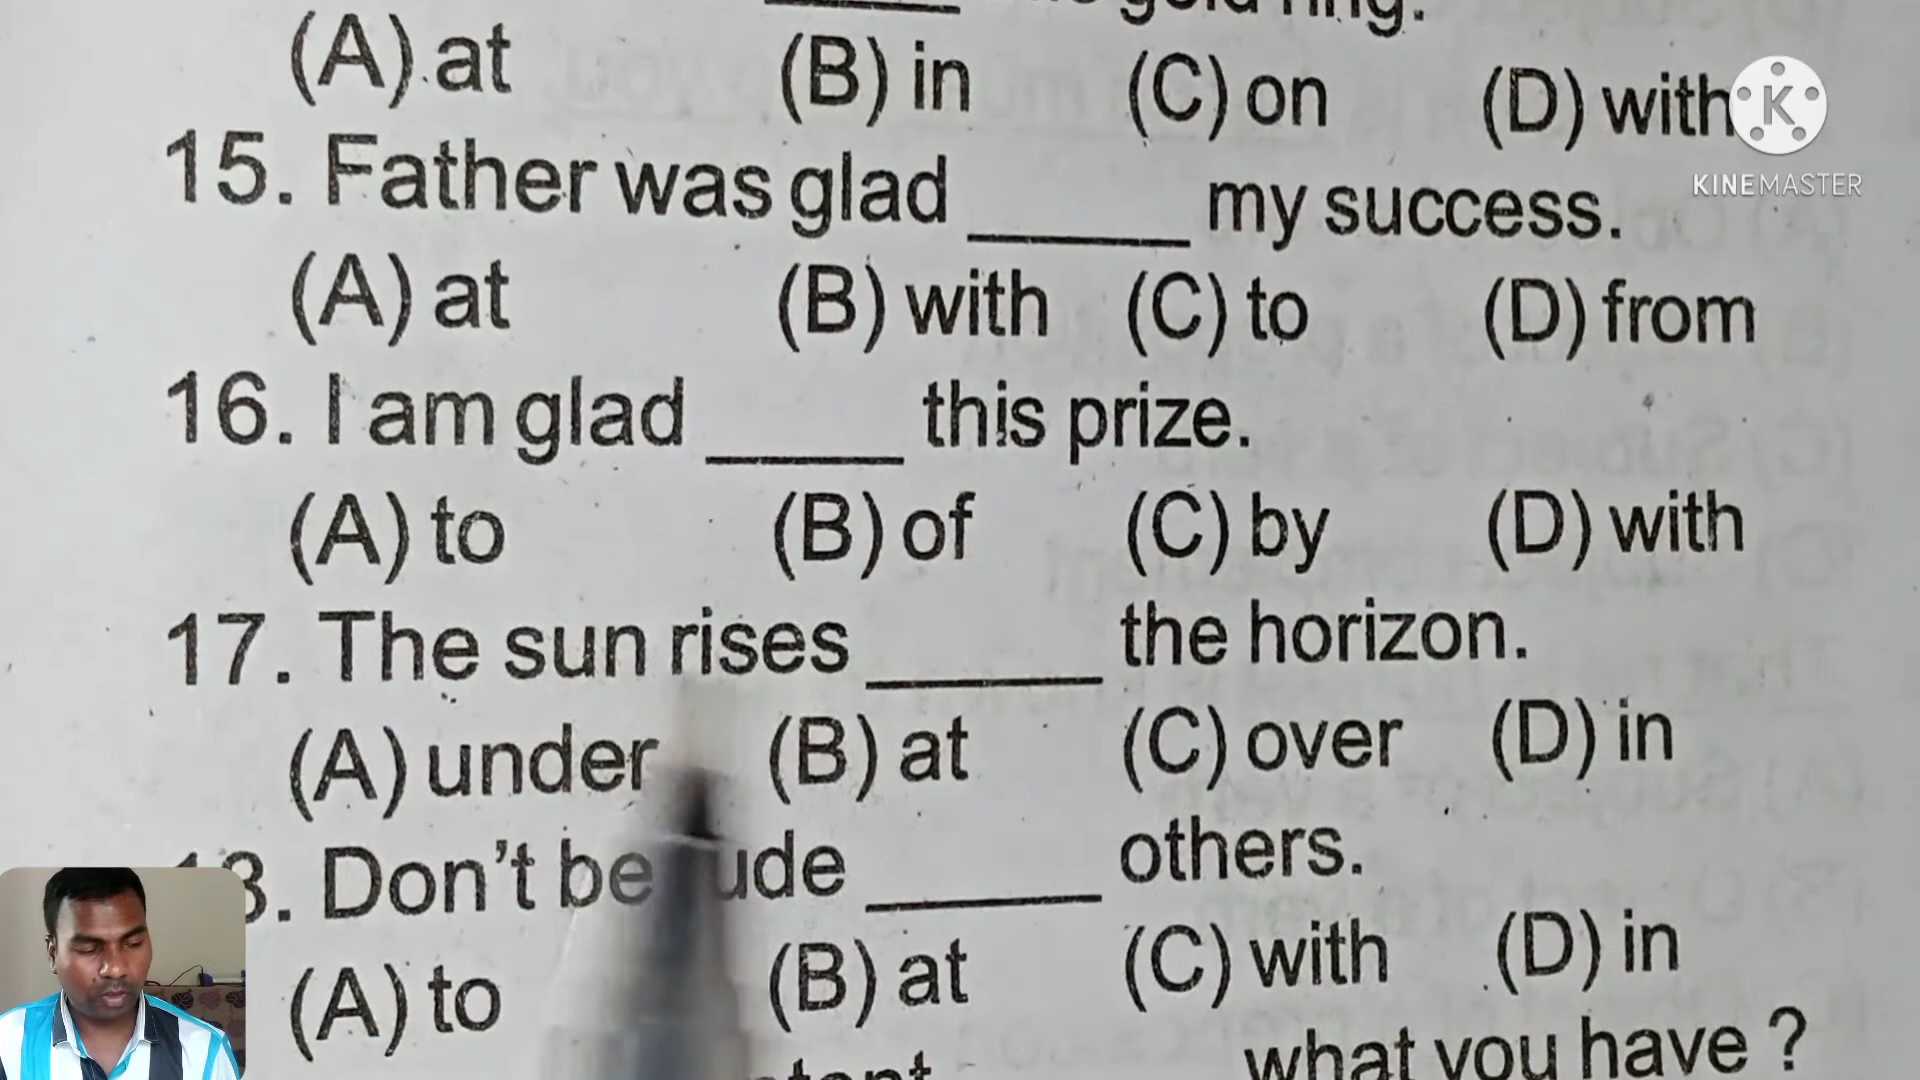 gold ring.
(A) at (B) in (C) on (D) with
KINEMASTER
15. Father was glad ______ my success.
(A) at (B) with (C) to (D) from
16. I am glad ______ this prize.
(A) to (B) of (C) by (D) with
17. The sun rises ______ the horizon.
(A) under (B) at (C) over (D) in
Don't be ______ others.
(A) to (B) at (C) with (D) in
what you have ?